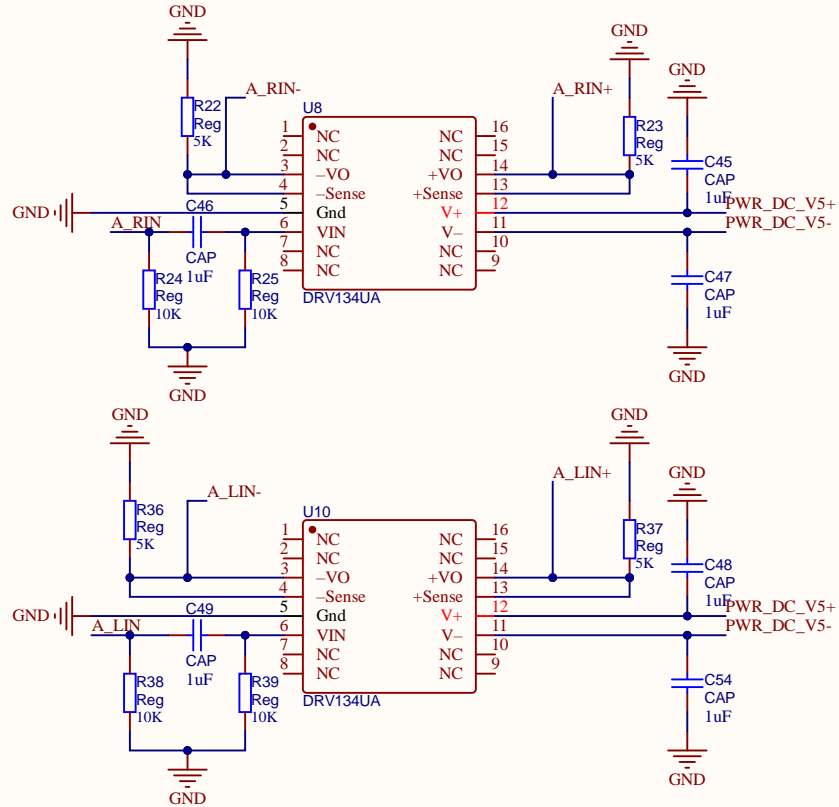 GND
GND
GND
R22
Reg
5K
A_RIN-
U8
A_RIN+
R23
Reg
5K
C45
CAP
1uF
1
NC
16
NC
2
NC
15
NC
3
–VO
14
+VO
4
–Sense
13
+Sense
GND
5
Gnd
12
V+
PWR_DC_V5+
A_RIN
C46
CAP
1uF
6
VIN
11
V–
PWR_DC_V5-
7
NC
10
NC
8
NC
9
NC
R24
Reg
10K
R25
Reg
10K
DRV134UA
C47
CAP
1uF
GND
GND
GND
GND
GND
R36
Reg
5K
A_LIN-
U10
A_LIN+
R37
Reg
5K
C48
CAP
1uF
1
NC
16
NC
2
NC
15
NC
3
–VO
14
+VO
4
–Sense
13
+Sense
GND
5
Gnd
12
V+
PWR_DC_V5+
A_LIN
C49
CAP
1uF
6
VIN
11
V–
PWR_DC_V5-
7
NC
10
NC
8
NC
9
NC
R38
Reg
10K
R39
Reg
10K
DRV134UA
C54
CAP
1uF
GND
GND